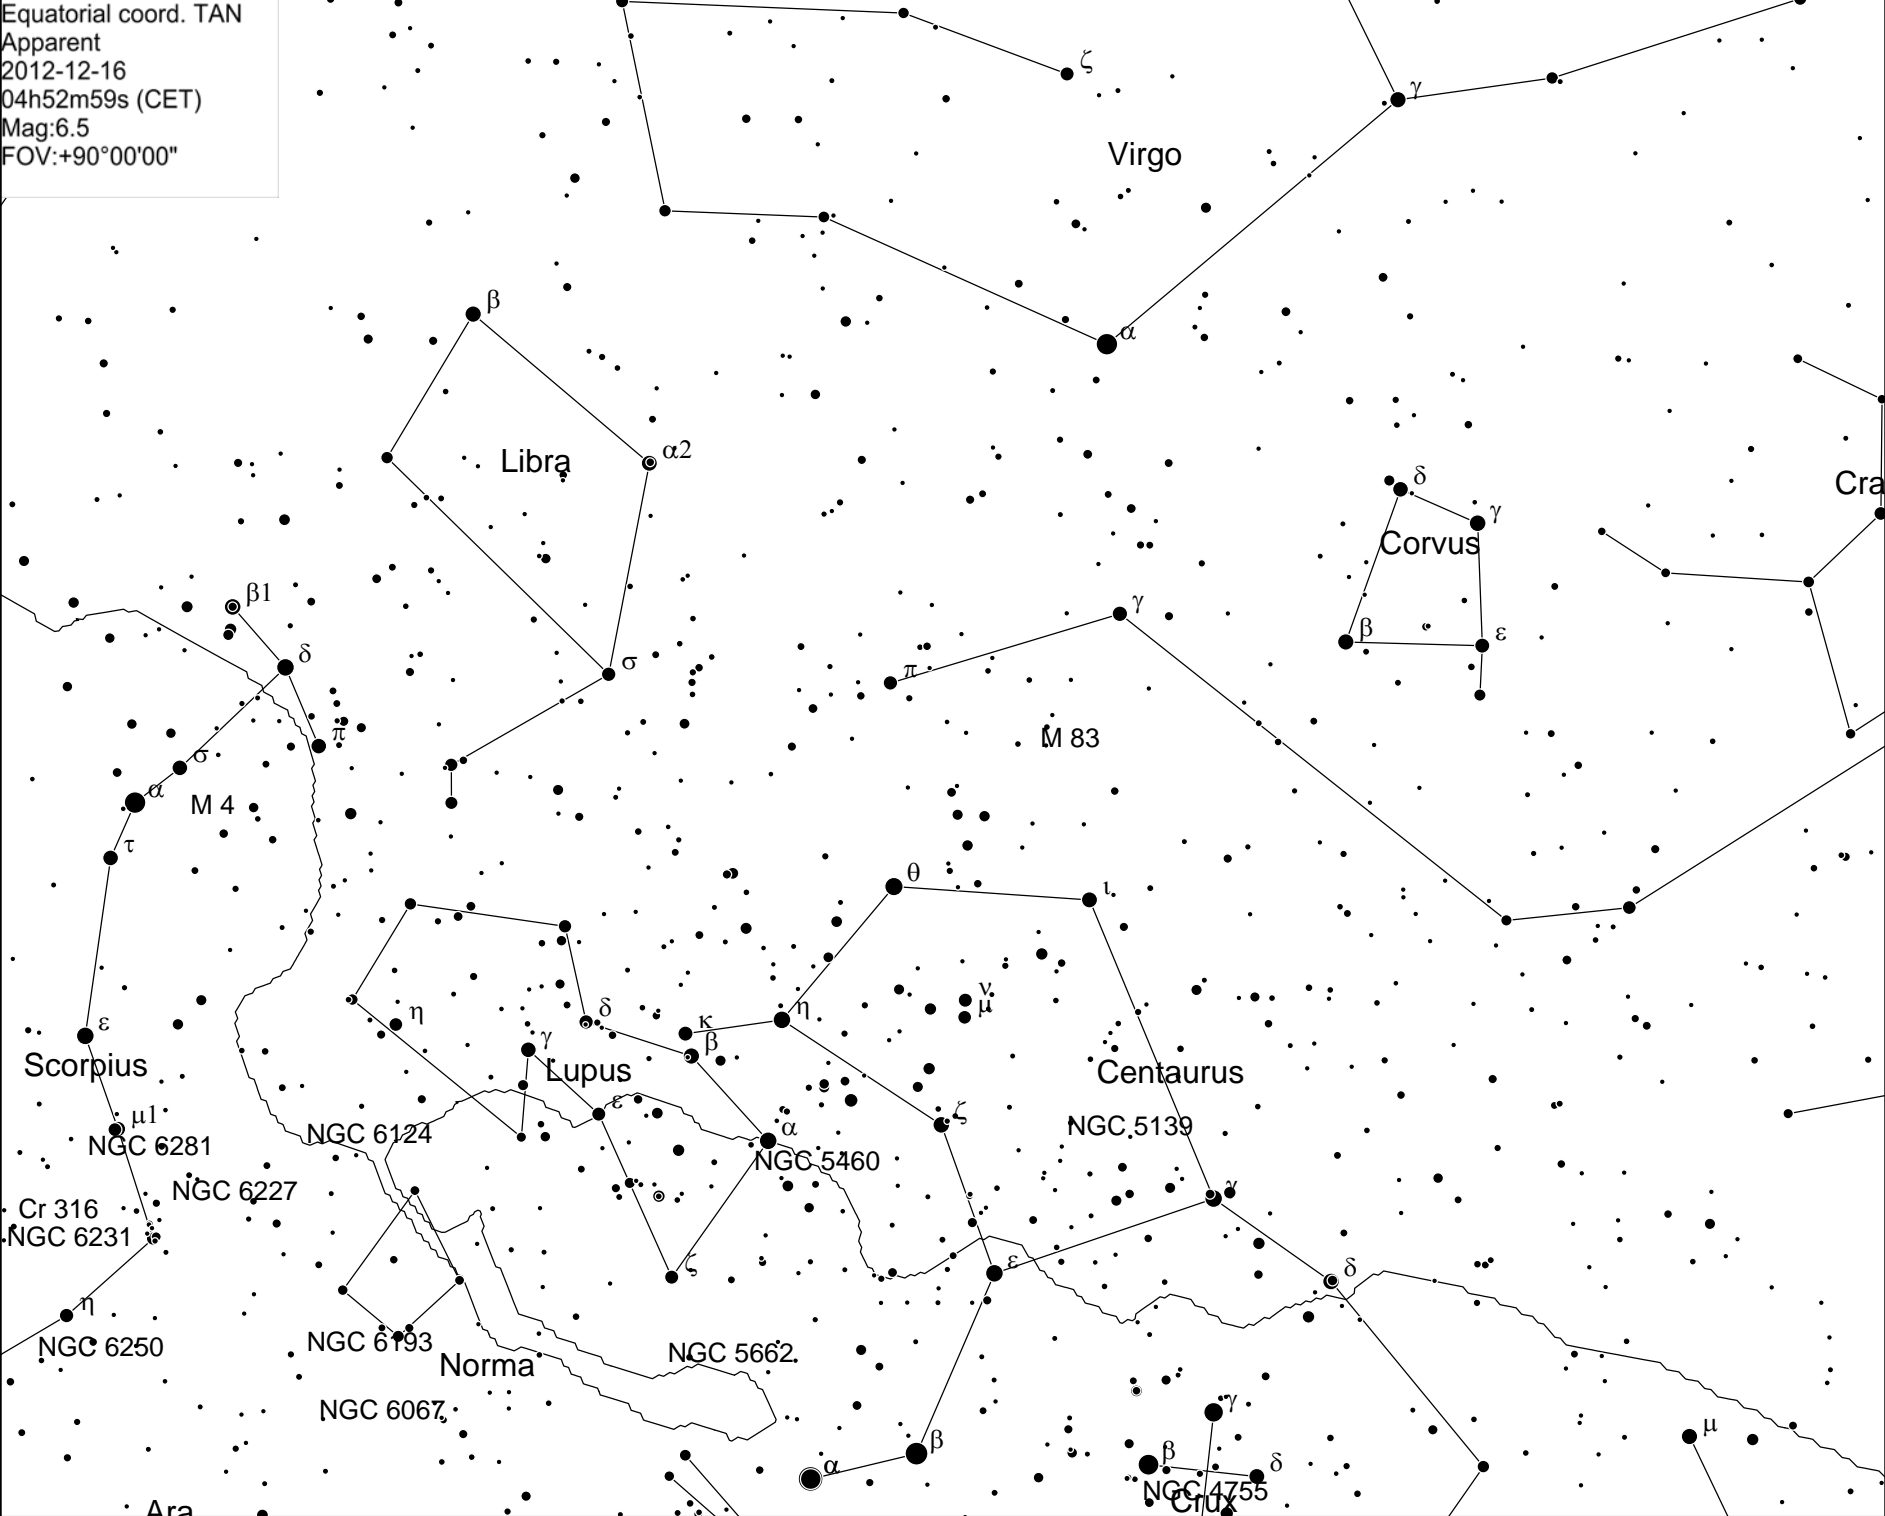 Equatorial coord. TAN
Apparent
2012-12-16
04h52m59s (CET)
Mag:6.5
FOV:+90°00'00"
ζ
γ
Virgo
β
α
Libra
α2
δ
γ
Cra
Corvus
β1
γ
β
ε
δ
σ
π
π
M 83
σ
α
M 4
τ
θ
ι
ν
η
δ
κ
η
μ
ε
γ
β
Scorpius
Lupus
Centaurus
ε
ζ
μ1
α
NGC 5139
NGC 6124
NGC 6281
NGC 5460
NGC 6227
γ
Cr 316
NGC 6231
ζ
ε
δ
η
NGC 6250
NGC 6193
NGC 5662
Norma
NGC 6067
γ
μ
β
β
δ
α
NGC 4755
Crux
Ara